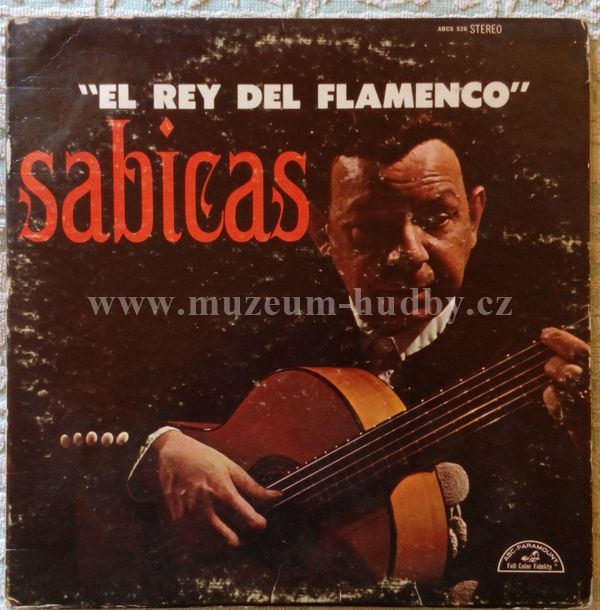 ABCS 526 STEREO
"EL REY DEL FLAMENCO"
sabicas
www.muzeum-hudby.cz
ABC-PARAMOUNT
Full Color Fidelity